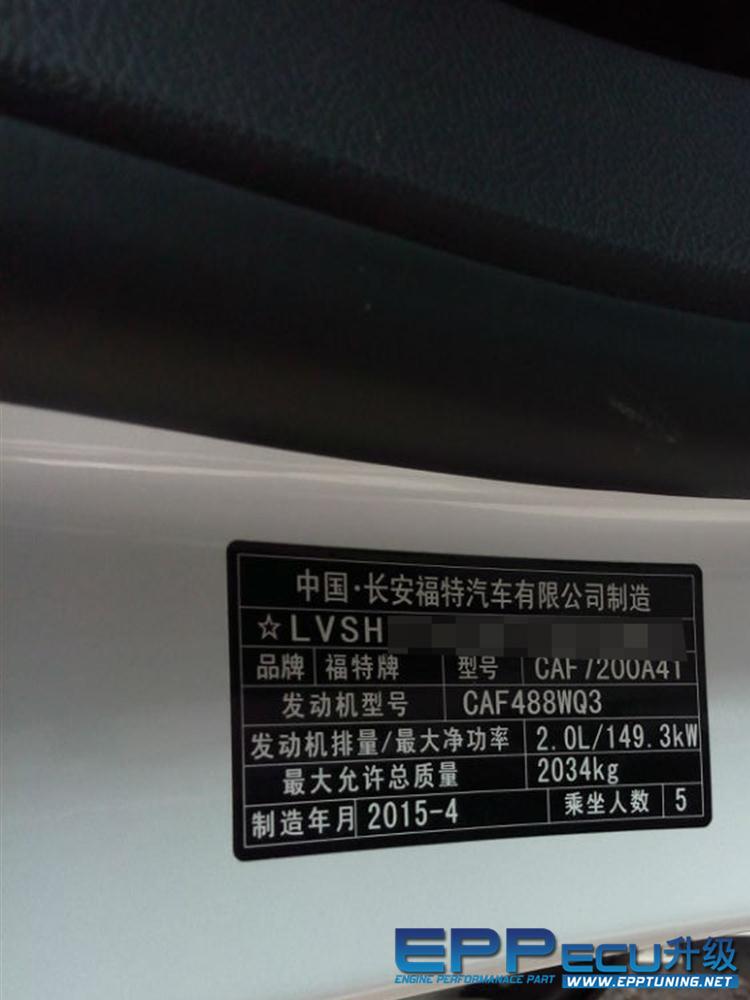 中国·长安福特汽车有限公司制造
☆LVSH
品牌 福特牌 型号 CAF7200A41
发动机型号 CAF488WQ3
发动机排量/最大净功率 2.0L/149.3kW
最大允许总质量 2034kg
制造年月 2015-4 乘坐人数 5
EPPECU升级
ENGINE PERFORMANACE PART WWW.EPPTUNING.NET